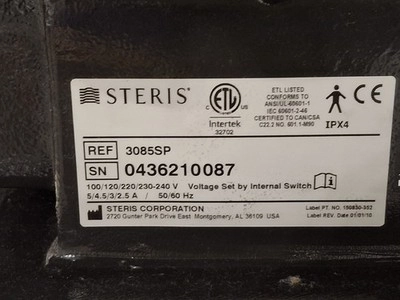 STERIS®
C ETL US
LISTED
Intertek
32702
ETL LISTED
CONFORMS TO
ANSI/UL-60601-1
IEC 60601-2-46
CERTIFIED TO CAN/CSA
C22.2 NO. 601.1-M90
CE
IPX4
REF 3085SP
SN 0436210087
100/120/220/230-240 V Voltage Set by Internal Switch
5/4.5/3/2.5 A / 50/60 Hz
STERIS CORPORATION
2720 Gunter Park Drive East Montgomery, AL 36109 USA
Label PT. NO. 150830-352
Label REV. Date 01/01/10